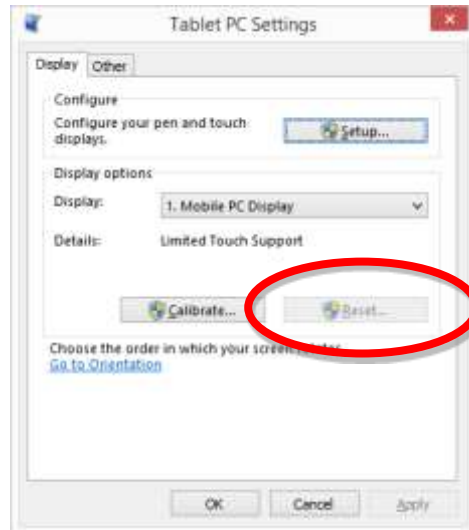 Tablet PC Settings
Display Other
Configure
Configure your pen and touch
displays.
Setup...
Display options
Display: 1. Mobile PC Display
Details: Limited Touch Support
Calibrate... Reset...
Choose the order in which your screen rotates.
Go to Orientation
OK Cancel Apply